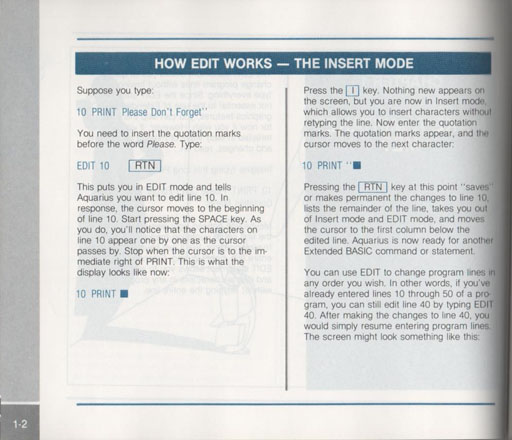 HOW EDIT WORKS — THE INSERT MODE
Suppose you type:
10 PRINT Please Don't Forget''
You need to insert the quotation marks
before the word Please. Type:
EDIT 10 RTN
This puts you in EDIT mode and tells
Aquarius you want to edit line 10. In
response, the cursor moves to the beginning
of line 10. Start pressing the SPACE key. As
you do, you'll notice that the characters on
line 10 appear one by one as the cursor
passes by. Stop when the cursor is to the im-
mediate right of PRINT. This is what the
display looks like now:
10 PRINT ■
Press the I key. Nothing new appears on
the screen, but you are now in Insert mode,
which allows you to insert characters without
retyping the line. Now enter the quotation
marks. The quotation marks appear, and the
cursor moves to the next character:
10 PRINT ''■
Pressing the RTN key at this point ''saves''
or makes permanent the changes to line 10,
lists the remainder of the line, takes you out
of Insert mode and EDIT mode, and moves
the cursor to the first column below the
edited line. Aquarius is now ready for another
Extended BASIC command or statement.
You can use EDIT to change program lines in
any order you wish. In other words, if you've
already entered lines 10 through 50 of a pro-
gram, you can still edit line 40 by typing EDIT
40. After making the changes to line 40, you
would simply resume entering program lines.
The screen might look something like this:
1-2